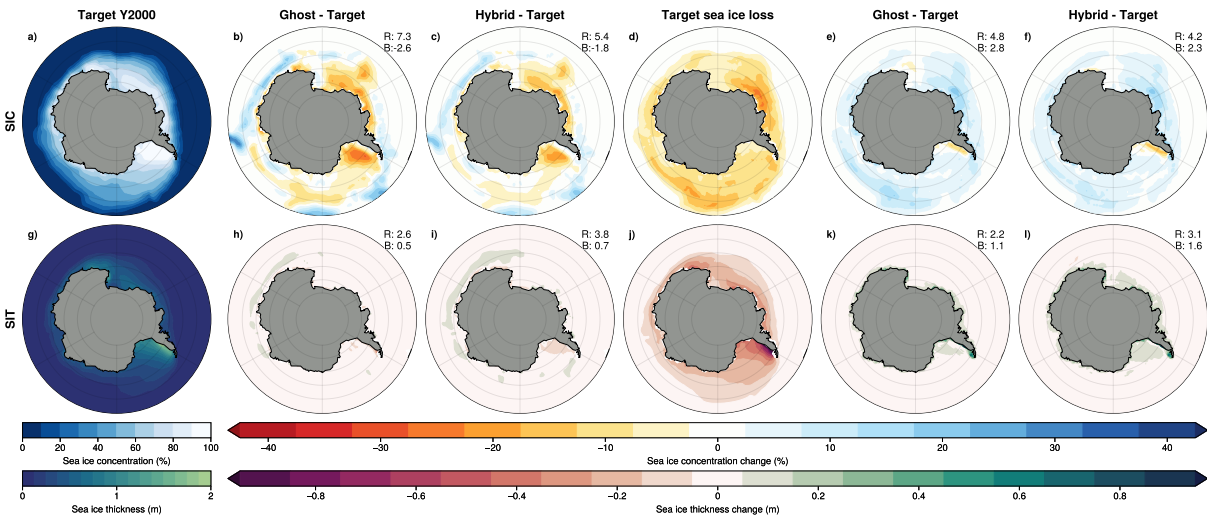 Target Y2000
Ghost - Target
Hybrid - Target
Target sea ice loss
Ghost - Target
Hybrid - Target
SIC
a)
b)
R: 7.3
B:-2.6
c)
R: 5.4
B:-1.8
d)
e)
R: 4.8
B: 2.8
f)
R: 4.2
B: 2.3
SIT
g)
h)
R: 2.6
B: 0.5
i)
R: 3.8
B: 0.7
j)
k)
R: 2.2
B: 1.1
l)
R: 3.1
B: 1.6
0 20 40 60 80 100
Sea ice concentration (%)
−40 −30 −20 −10 0 10 20 30 40
Sea ice concentration change (%)
0 1 2
Sea ice thickness (m)
−0.8 −0.6 −0.4 −0.2 0 0.2 0.4 0.6 0.8
Sea ice thickness change (m)